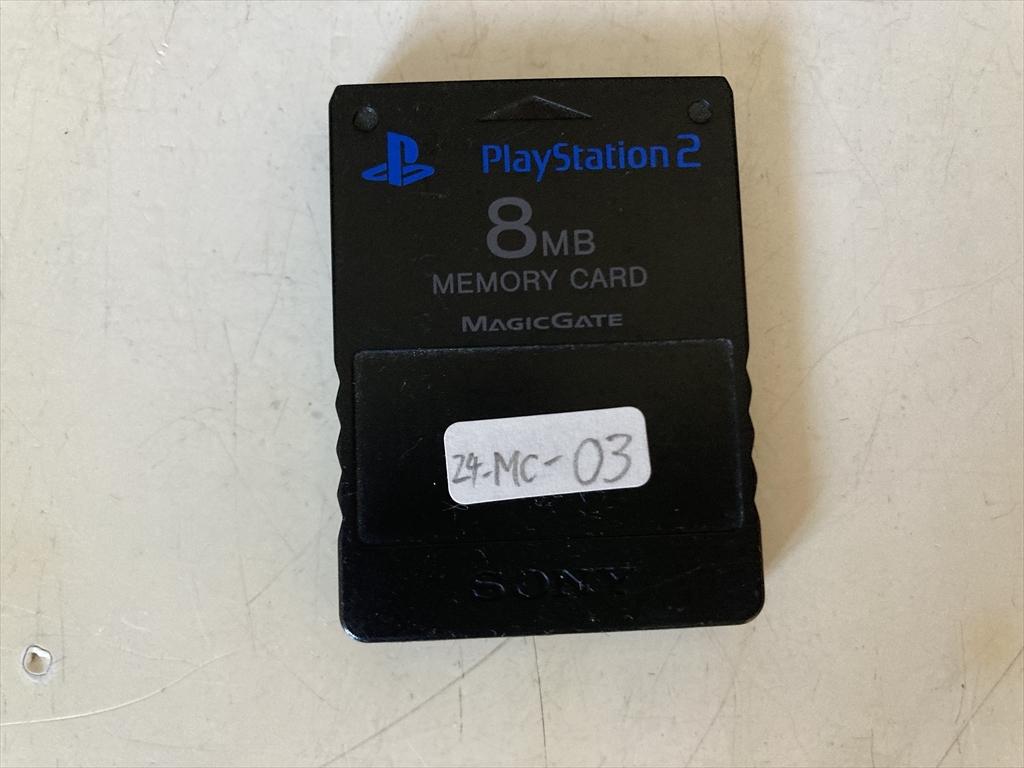 PlayStation 2
8MB
MEMORY CARD
MAGICGATE
24-MC-03
SONY